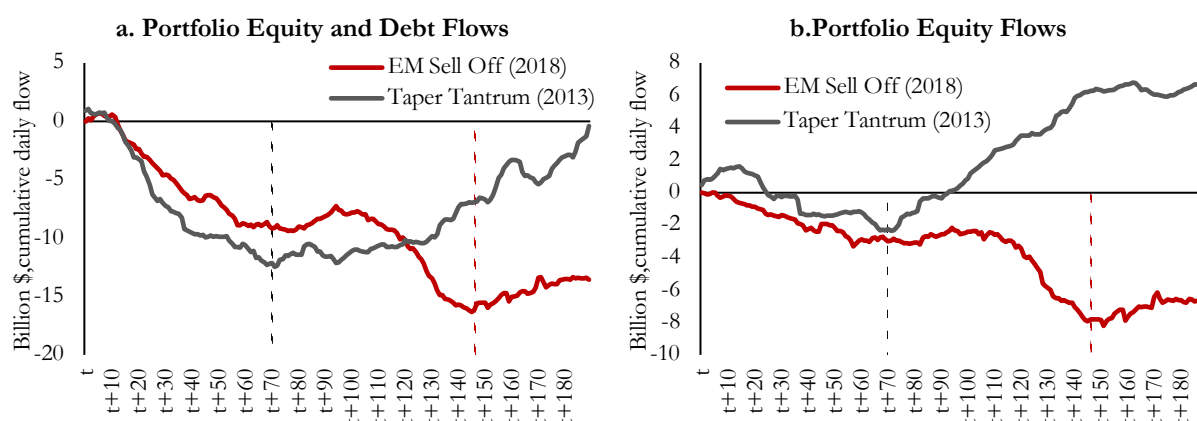 a. Portfolio Equity and Debt Flows
EM Sell Off (2018)
Taper Tantrum (2013)
Billion $,cumulative daily flow
5
0
-5
-10
-15
-20
t
t+10
t+20
t+30
t+40
t+50
t+60
t+70
t+80
t+90
:+100
:+110
:+120
:+130
:+140
:+150
:+160
:+170
:+180
b.Portfolio Equity Flows
EM Sell Off (2018)
Taper Tantrum (2013)
Billion $,cumulative daily flow
8
6
4
2
0
-2
-4
-6
-8
-10
t
t+10
t+20
t+30
t+40
t+50
t+60
t+70
t+80
t+90
:+100
:+110
:+120
:+130
:+140
:+150
:+160
:+170
:+180